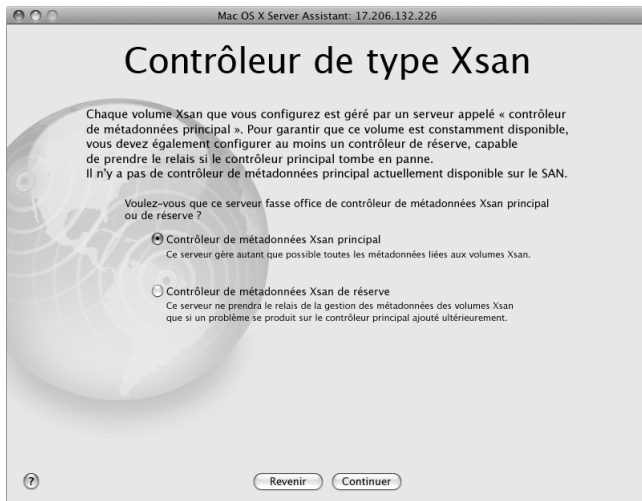 Mac OS X Server Assistant: 17.206.132.226
Contrôleur de type Xsan
Chaque volume Xsan que vous configurez est géré par un serveur appelé « contrôleur
de métadonnées principal ». Pour garantir que ce volume est constamment disponible,
vous devez également configurer au moins un contrôleur de réserve, capable
de prendre le relais si le contrôleur principal tombe en panne.
Il n'y a pas de contrôleur de métadonnées principal actuellement disponible sur le SAN.
Voulez-vous que ce serveur fasse office de contrôleur de métadonnées Xsan principal
ou de réserve ?
Contrôleur de métadonnées Xsan principal
Ce serveur gère autant que possible toutes les métadonnées liées aux volumes Xsan.
Contrôleur de métadonnées Xsan de réserve
Ce serveur ne prendra le relais de la gestion des métadonnées des volumes Xsan
que si un problème se produit sur le contrôleur principal ajouté ultérieurement.
?
Revenir
Continuer